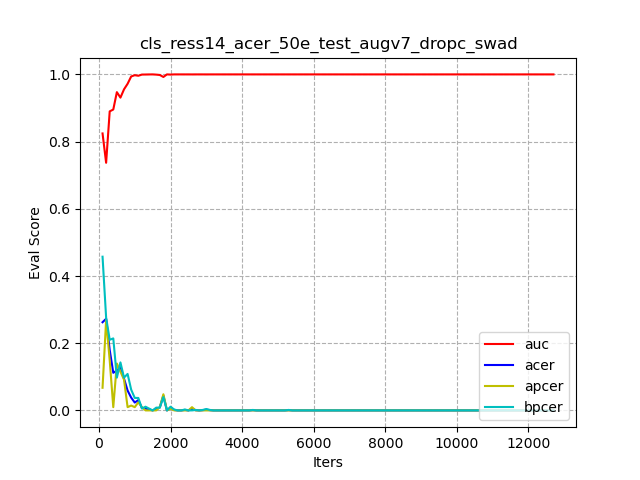 cls_ress14_acer_50e_test_augv7_dropc_swad
1.0
0.8
0.6
0.4
0.2
0.0
Eval Score
auc
acer
apcer
bpcer
0 2000 4000 6000 8000 10000 12000
Iters